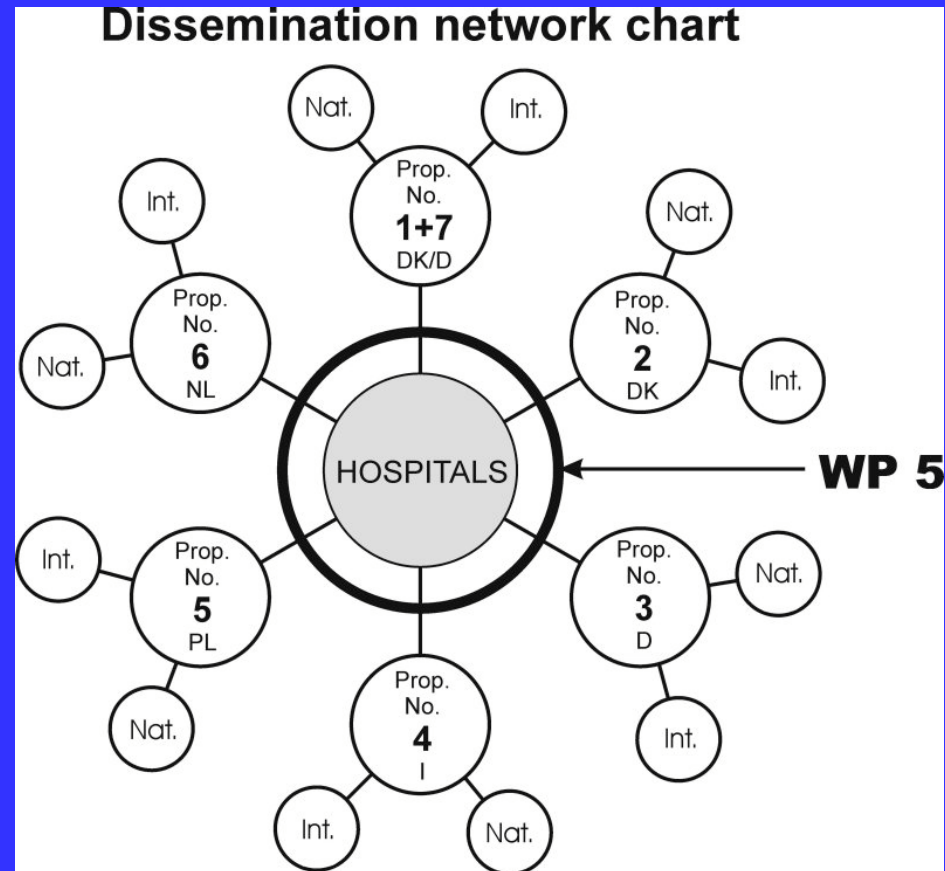 Dissemination network chart
Nat.
Int.
Prop.
No.
1+7
DK/D
Int.
Nat.
Prop.
No.
6
NL
Nat.
Int.
Prop.
No.
2
DK
HOSPITALS
WP 5
Int.
Nat.
Prop.
No.
5
PL
Prop.
No.
3
D
Nat.
Int.
Prop.
No.
4
I
Int.
Nat.